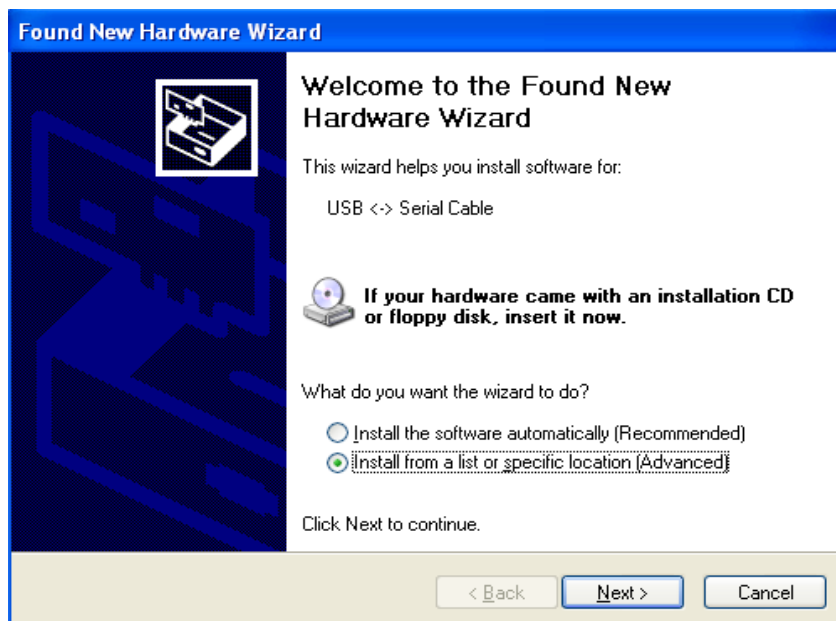 Found New Hardware Wizard
Welcome to the Found New
Hardware Wizard
This wizard helps you install software for:
USB <-> Serial Cable
If your hardware came with an installation CD
or floppy disk, insert it now.
What do you want the wizard to do?
Install the software automatically (Recommended)
Install from a list or specific location (Advanced)
Click Next to continue.
< Back
Next >
Cancel